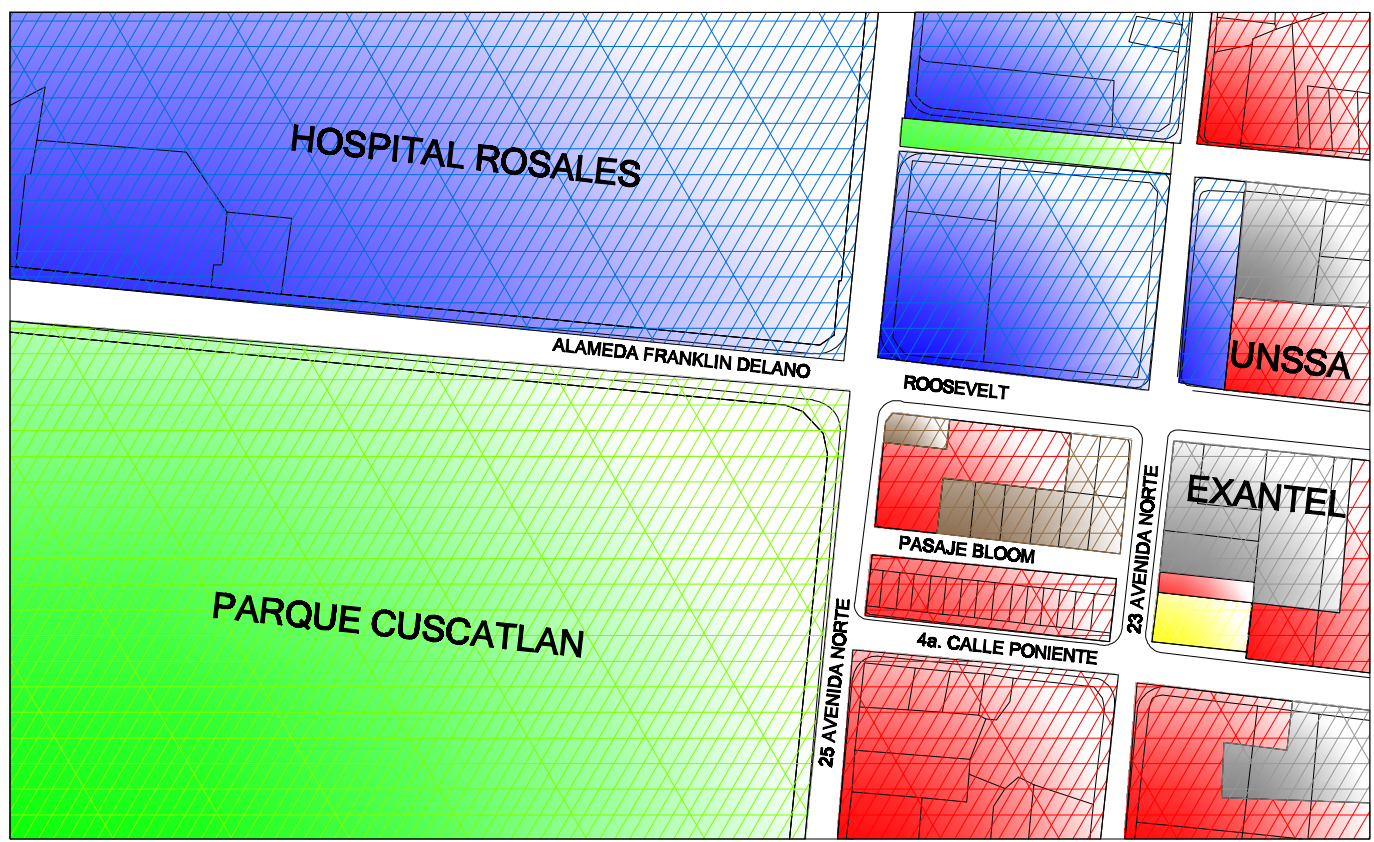 HOSPITAL ROSALES
ALAMEDA FRANKLIN DELANO
ROOSEVELT
UNSSA
EXANTEL
PASAJE BLOOM
23 AVENIDA NORTE
PARQUE CUSCATLAN
4a. CALLE PONIENTE
25 AVENIDA NORTE